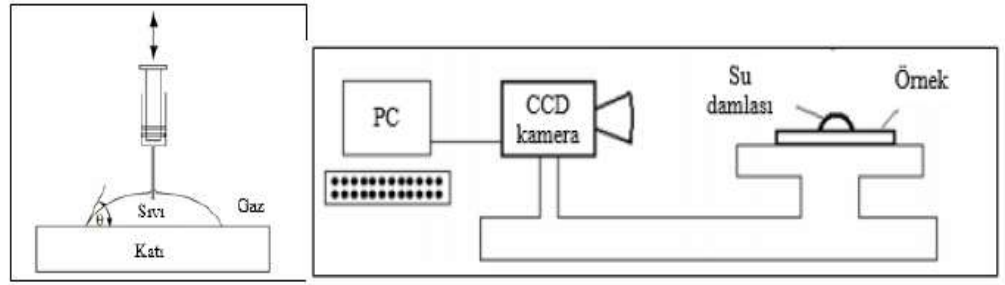 Sıvı
Gaz
θ
Katı
PC
CCD
kamera
Su
damlası
Örnek